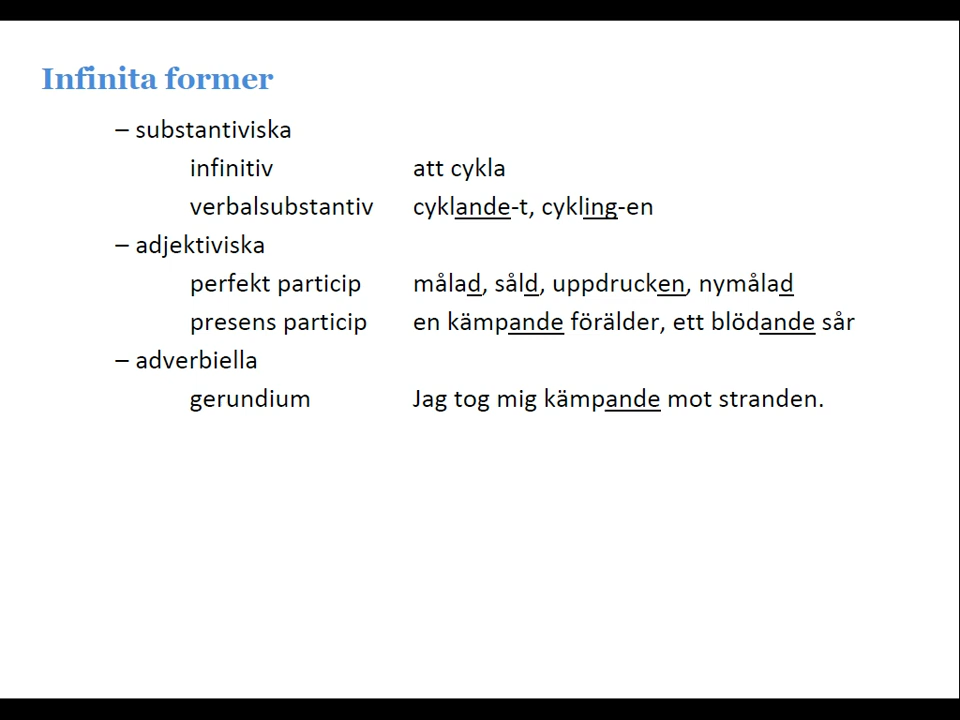 Infinita former
– substantiviska
infinitiv att cykla
verbalsubstantiv cyklande-t, cykling-en
– adjektiviska
perfekt particip målad, såld, uppdrucken, nymålad
presens particip en kämpande förälder, ett blödande sår
– adverbiella
gerundium Jag tog mig kämpande mot stranden.